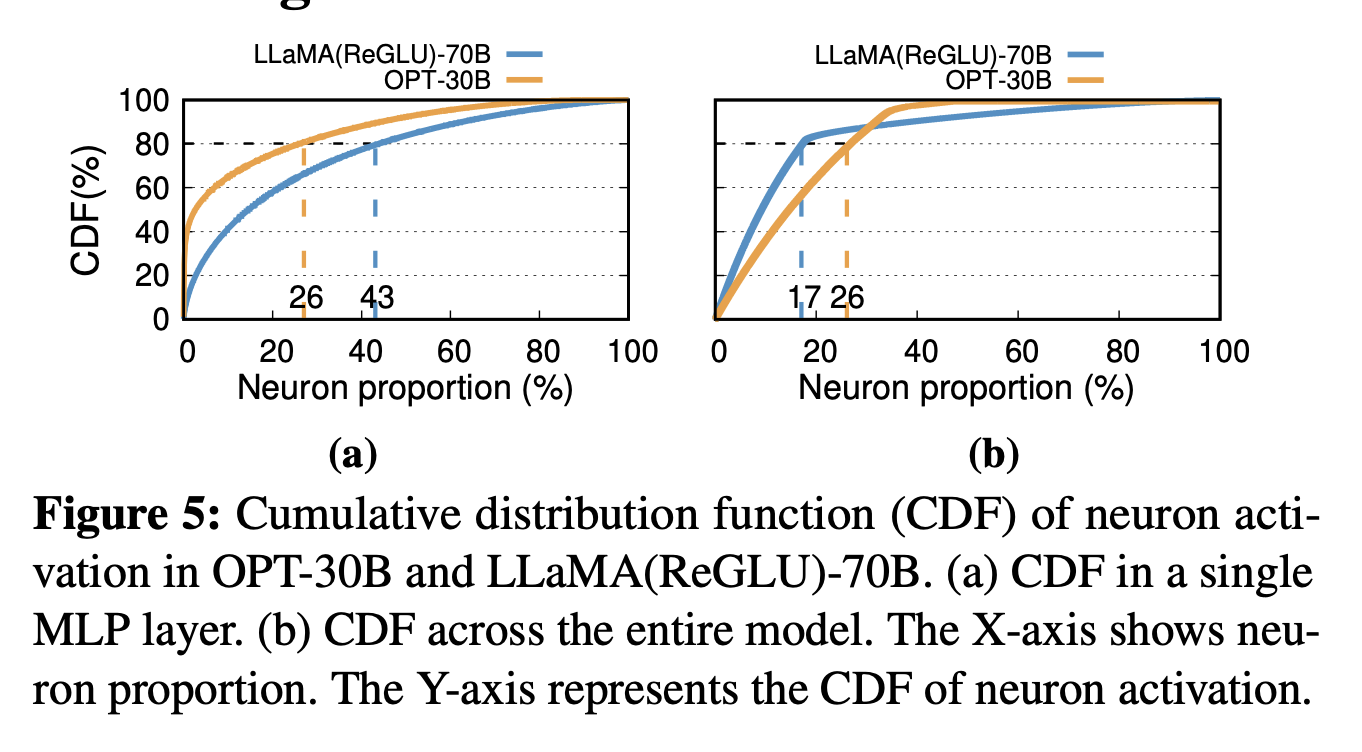 LLaMA(ReGLU)-70B
OPT-30B
CDF(%)
100
80
60
40
20
0
26 43
0 20 40 60 80 100
Neuron proportion (%)
(a)
LLaMA(ReGLU)-70B
OPT-30B
17 26
0 20 40 60 80 100
Neuron proportion (%)
(b)
Figure 5: Cumulative distribution function (CDF) of neuron acti-
vation in OPT-30B and LLaMA(ReGLU)-70B. (a) CDF in a single
MLP layer. (b) CDF across the entire model. The X-axis shows neu-
ron proportion. The Y-axis represents the CDF of neuron activation.